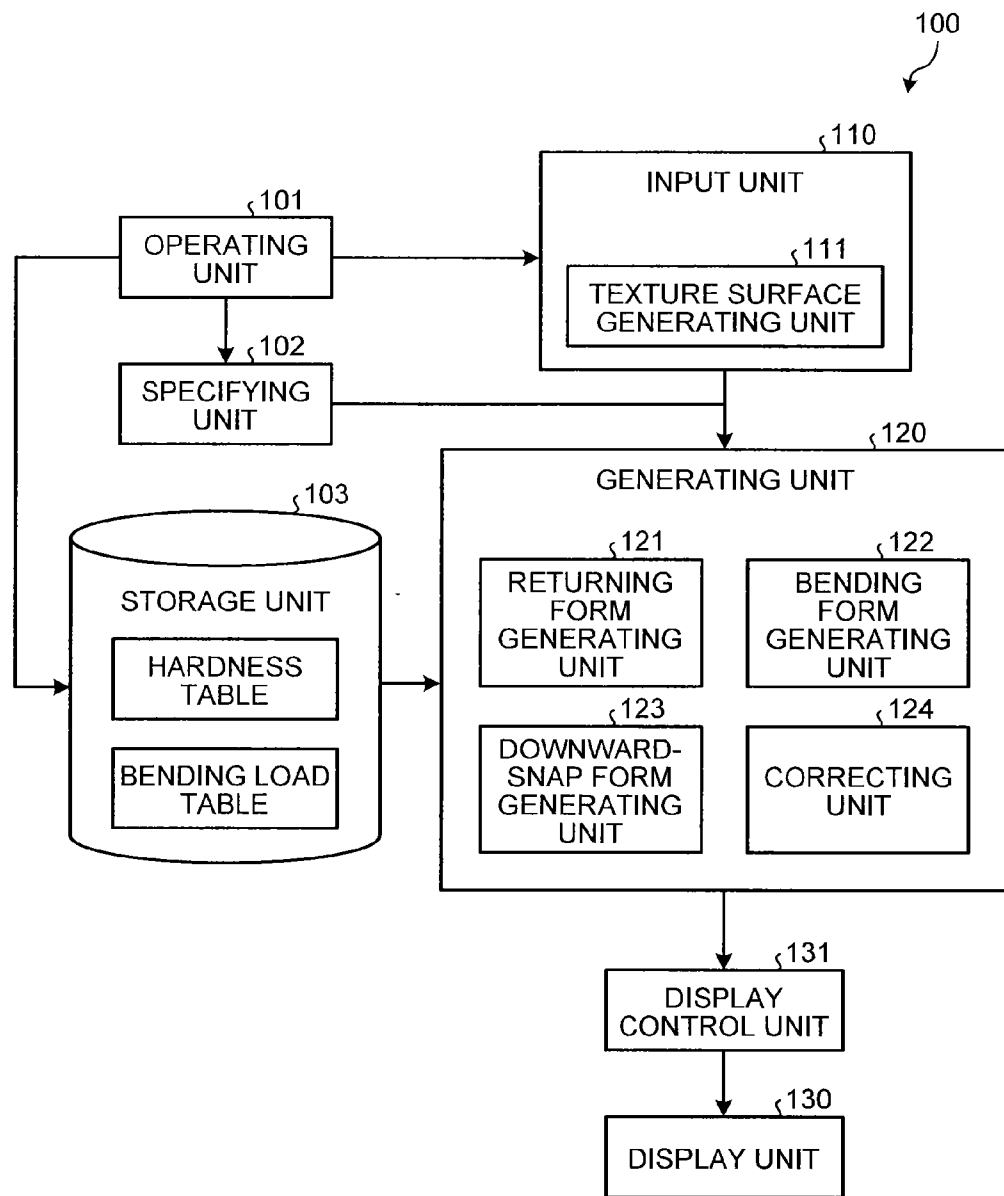 100
110
INPUT UNIT
101
OPERATING
UNIT
111
TEXTURE SURFACE
GENERATING UNIT
102
SPECIFYING
UNIT
120
GENERATING UNIT
103
STORAGE UNIT
HARDNESS
TABLE
BENDING LOAD
TABLE
121
RETURNING
FORM
GENERATING
UNIT
122
BENDING
FORM
GENERATING
UNIT
123
DOWNWARD-
SNAP FORM
GENERATING
UNIT
124
CORRECTING
UNIT
131
DISPLAY
CONTROL UNIT
130
DISPLAY UNIT